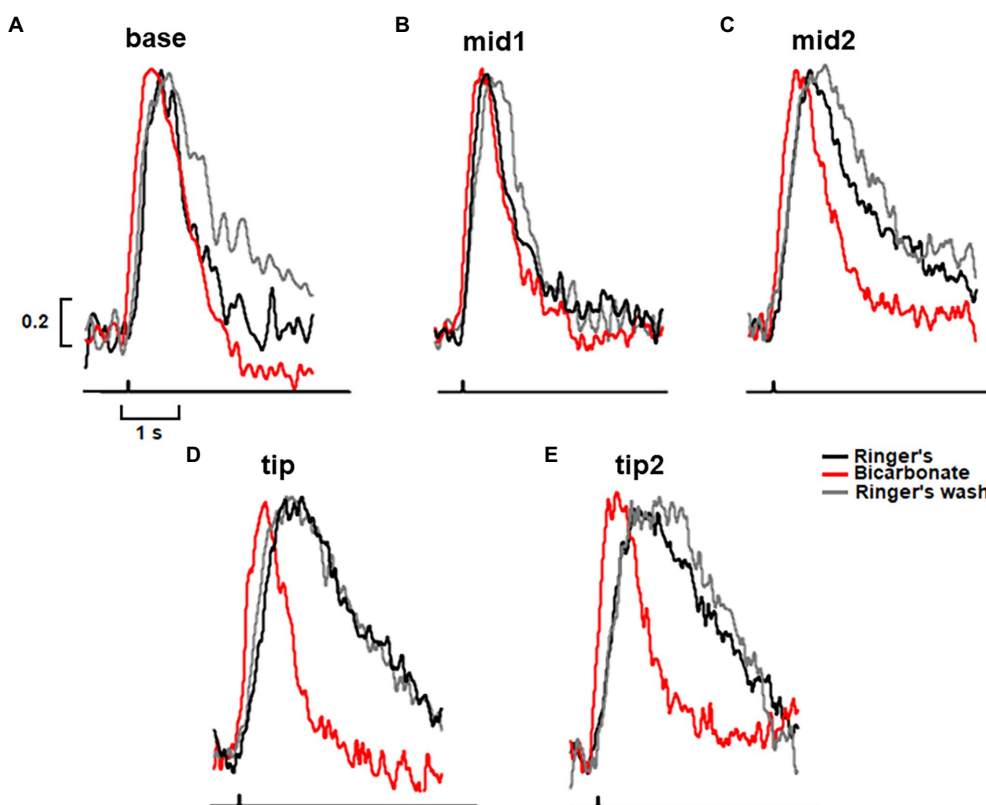 A
base
B
mid1
C
mid2
0.2
1 s
D
tip
E
tip2
Ringer's
Bicarbonate
Ringer's wash